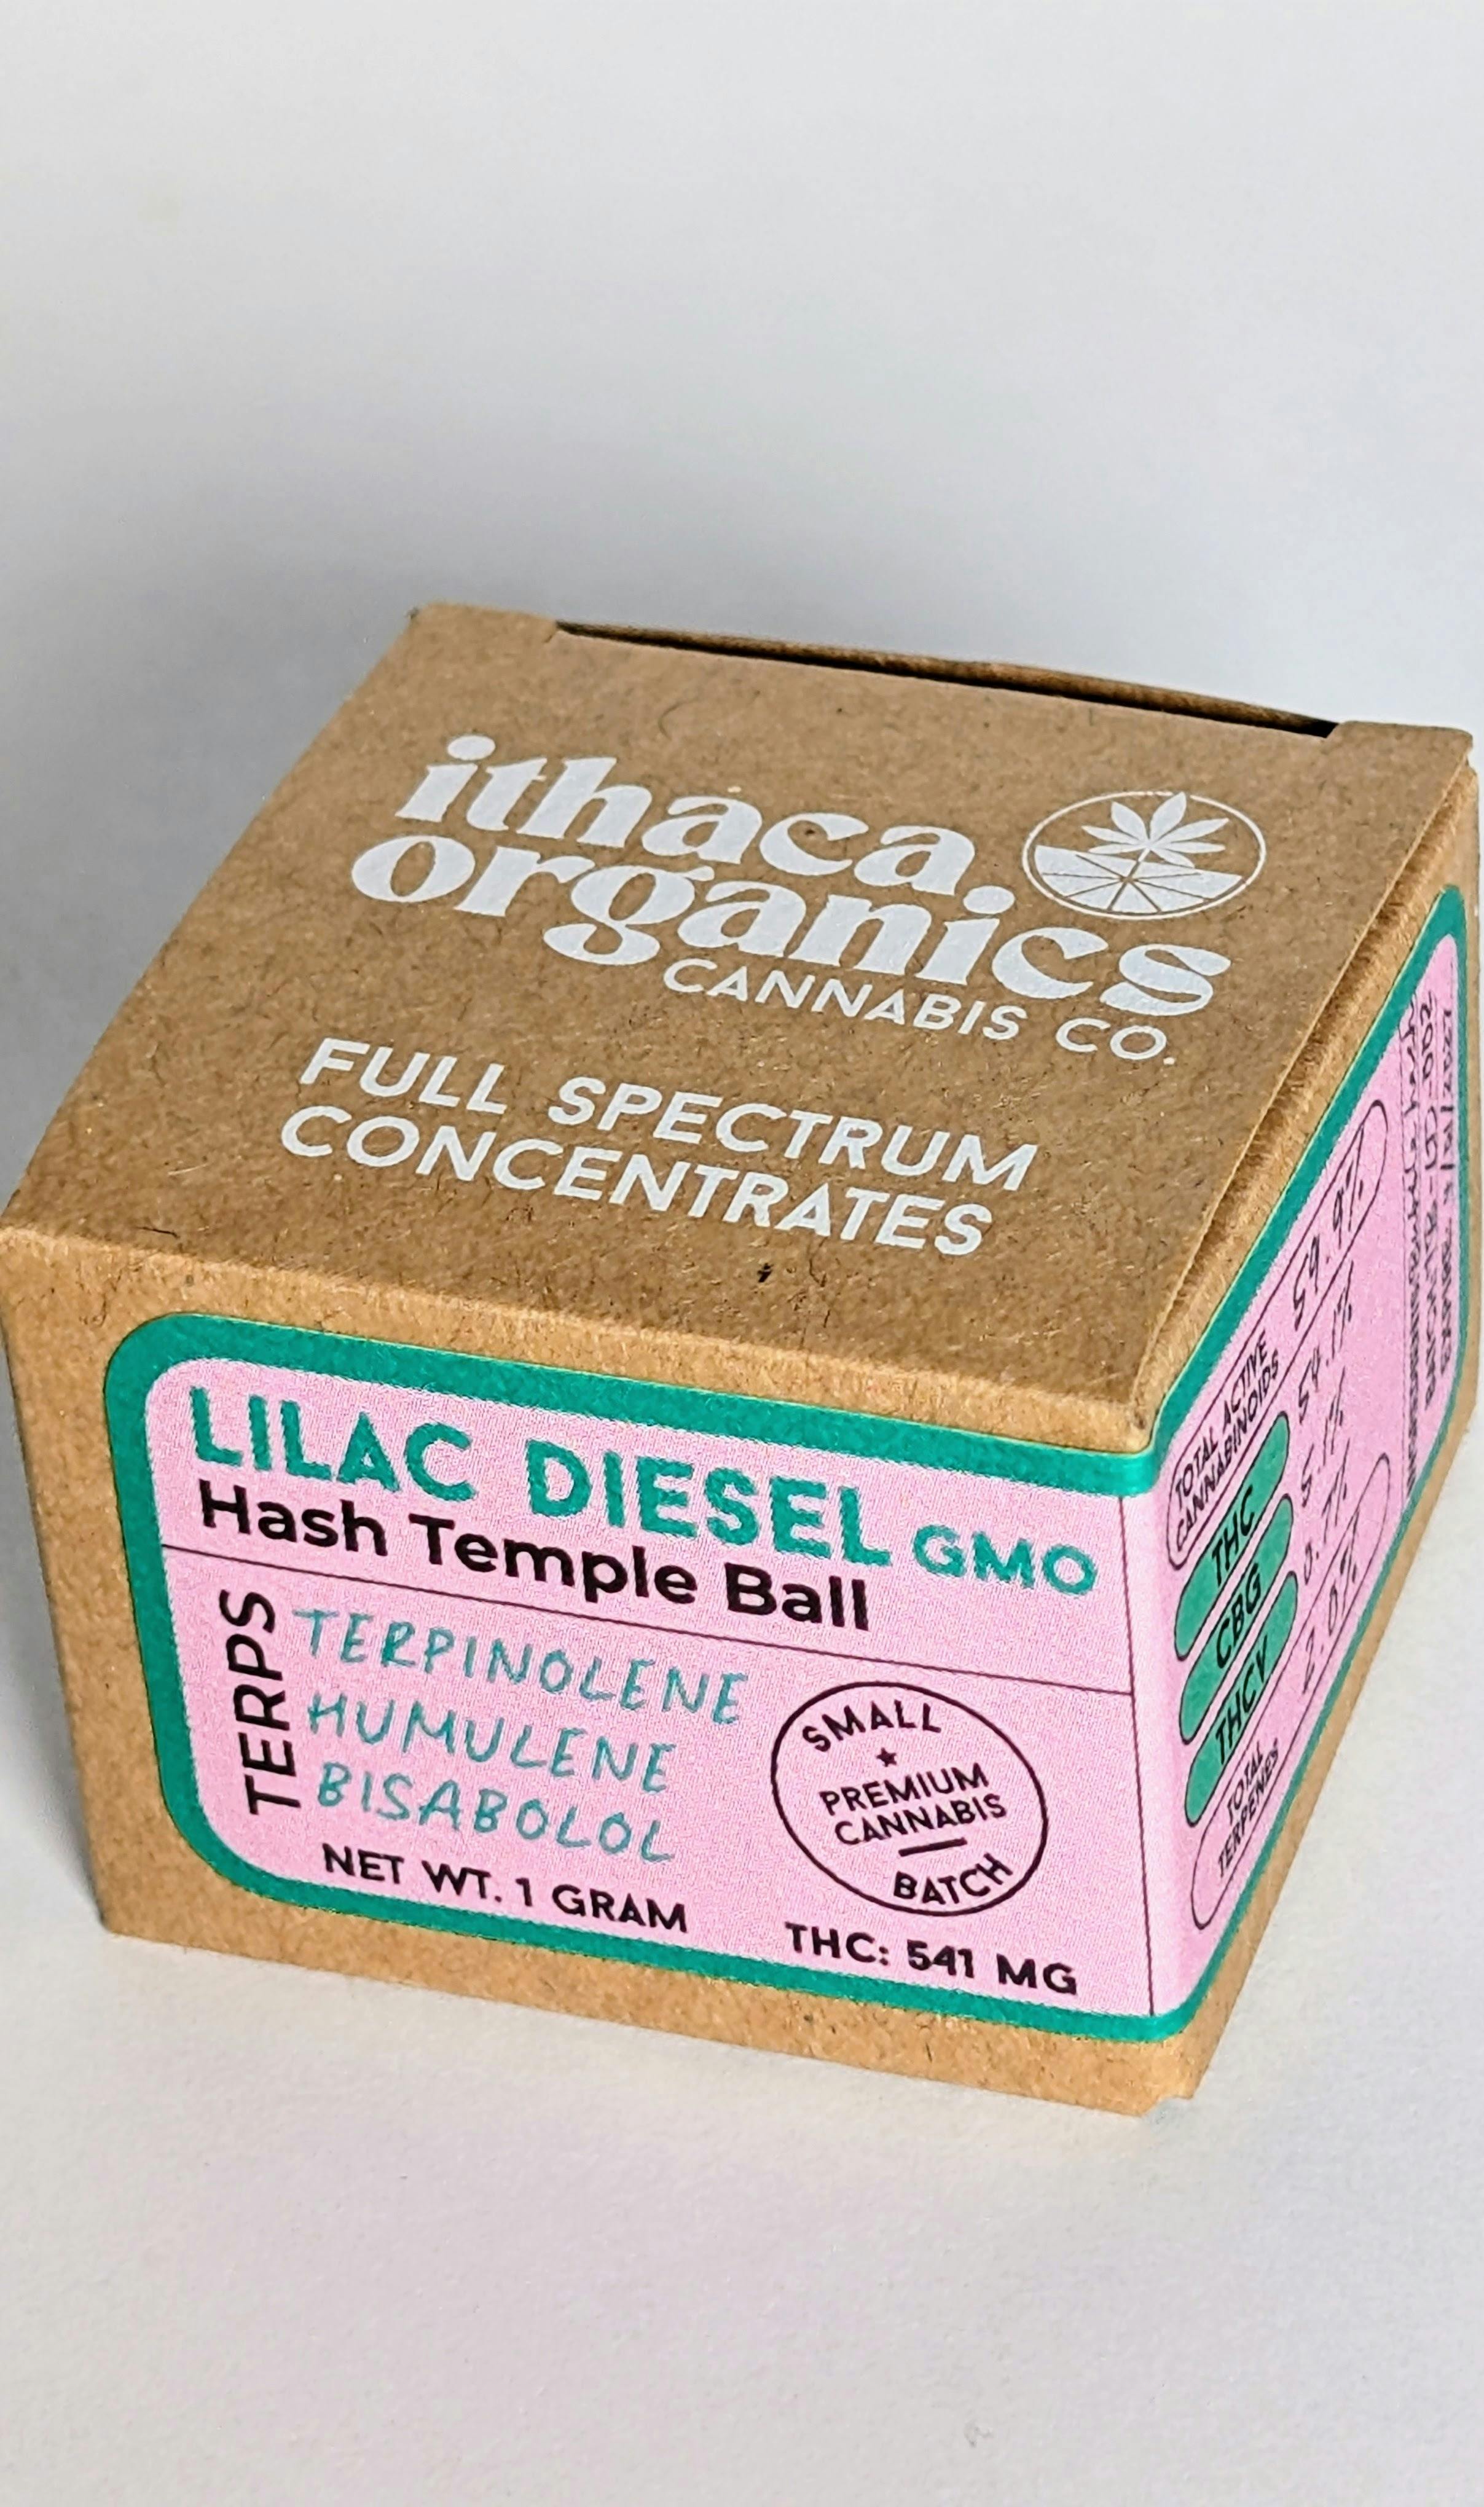 ithaca
organics
CANNABIS CO.
FULL SPECTRUM
CONCENTRATES
LILAC DIESEL GMO
Hash Temple Ball
TERPS
TERPINOLENE
HUMULENE
BISABOLOL
SMALL
PREMIUM
CANNABIS
BATCH
NET WT. 1 GRAM
THC: 541 MG
TOTAL ACTIVE
CANNABINOIDS
59.9%
THC
54.1%
CBG
5.1%
THCV
0.7%
TOTAL
TERPENES
2.0%